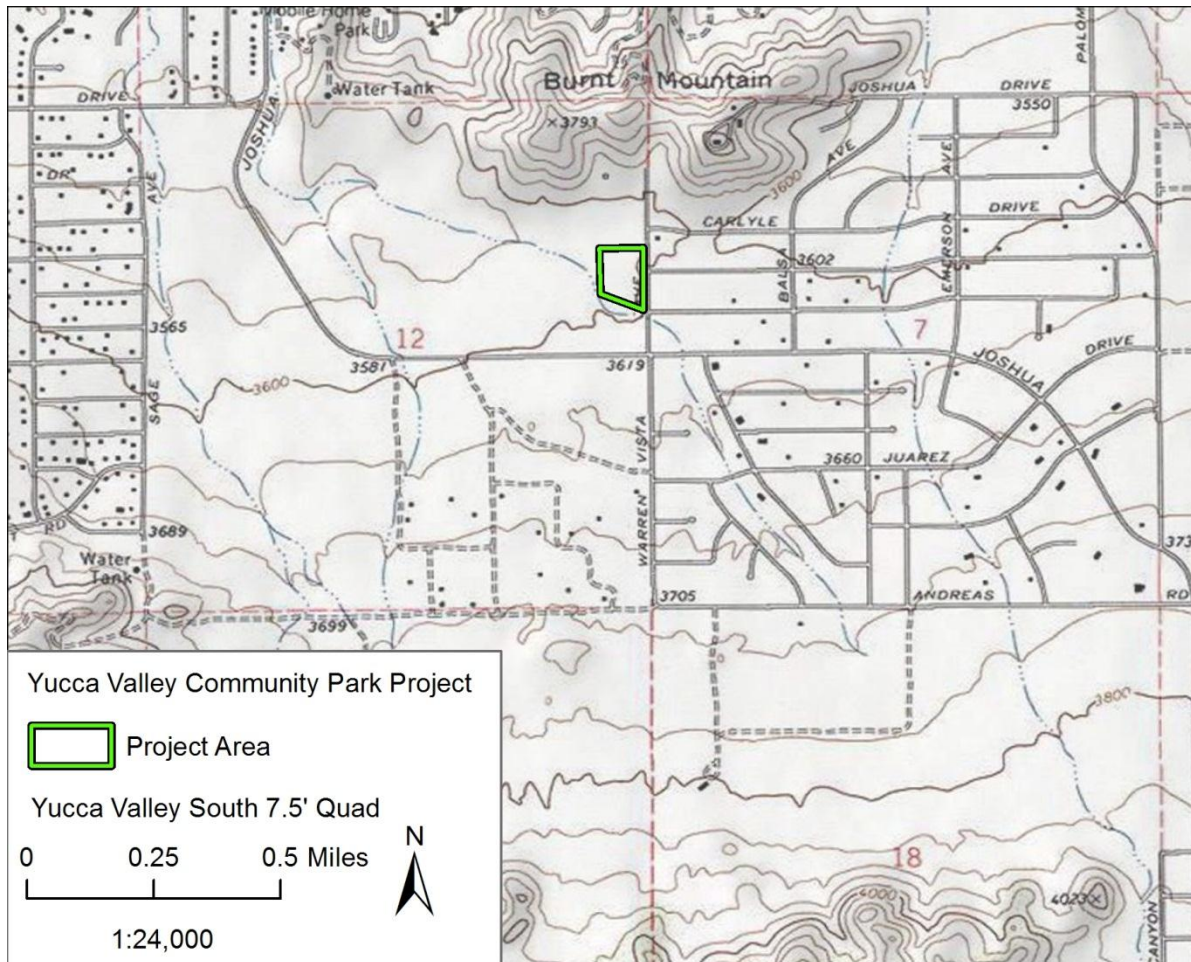 Mobile Home
Park
Water Tank
Burnt Mountain
PALOM
DRIVE
JOSHUA
×3793
JOSHUA DRIVE
3550
DR
AVE
AVE
AVE
3600
CARLYLE DRIVE
EMERSON
BALSA
3602
AVE
3565
12
7
3581
3619
JOSHUA
DRIVE
3600
SAGE
WARREN VISTA
3660
JUAREZ
RD
3689
Water
Tank
373
3705
ANDREAS RD
3699
3800
18
4000
4023×
CANYON
Yucca Valley Community Park Project
Project Area
Yucca Valley South 7.5' Quad
N
0 0.25 0.5 Miles
1:24,000